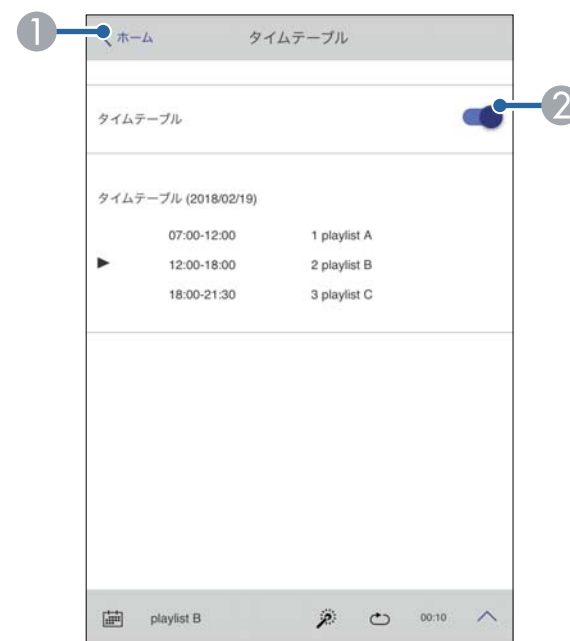 1
ホーム タイムテーブル
タイムテーブル
2
タイムテーブル (2018/02/19)
07:00-12:00 1 playlist A
▶ 12:00-18:00 2 playlist B
18:00-21:30 3 playlist C
playlist B 00:10